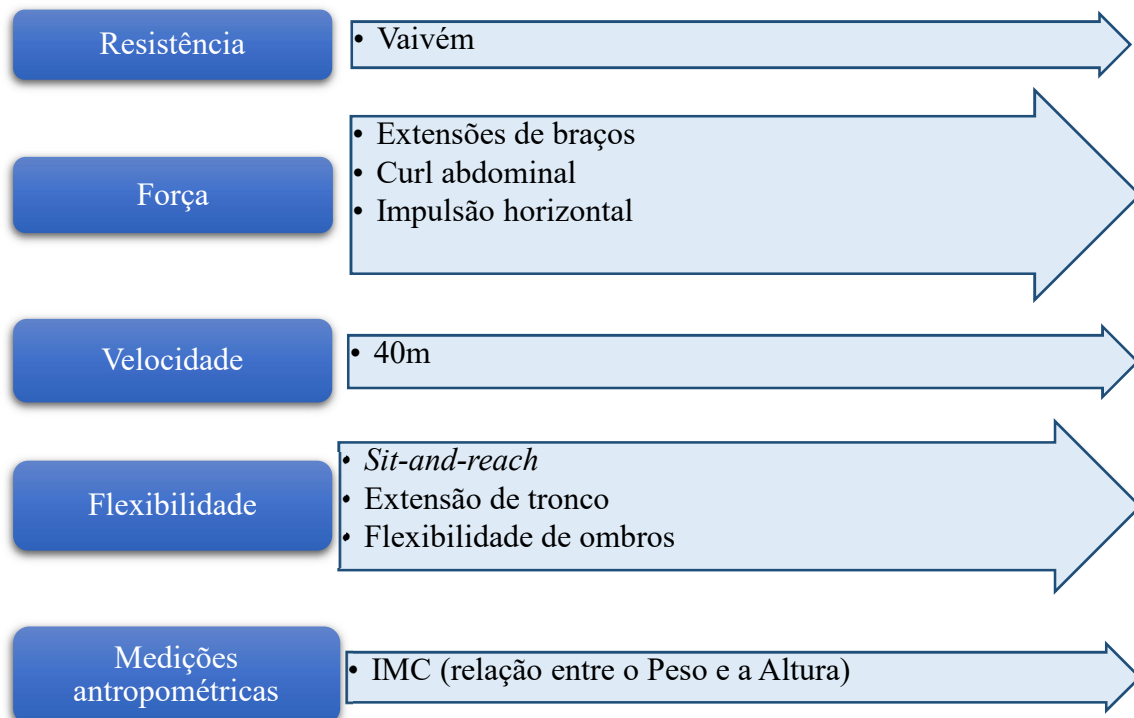 Resistência
• Vaivém
Força
• Extensões de braços
• Curl abdominal
• Impulsão horizontal
Velocidade
• 40m
Flexibilidade
• Sit-and-reach
• Extensão de tronco
• Flexibilidade de ombros
Medições
antropométricas
• IMC (relação entre o Peso e a Altura)